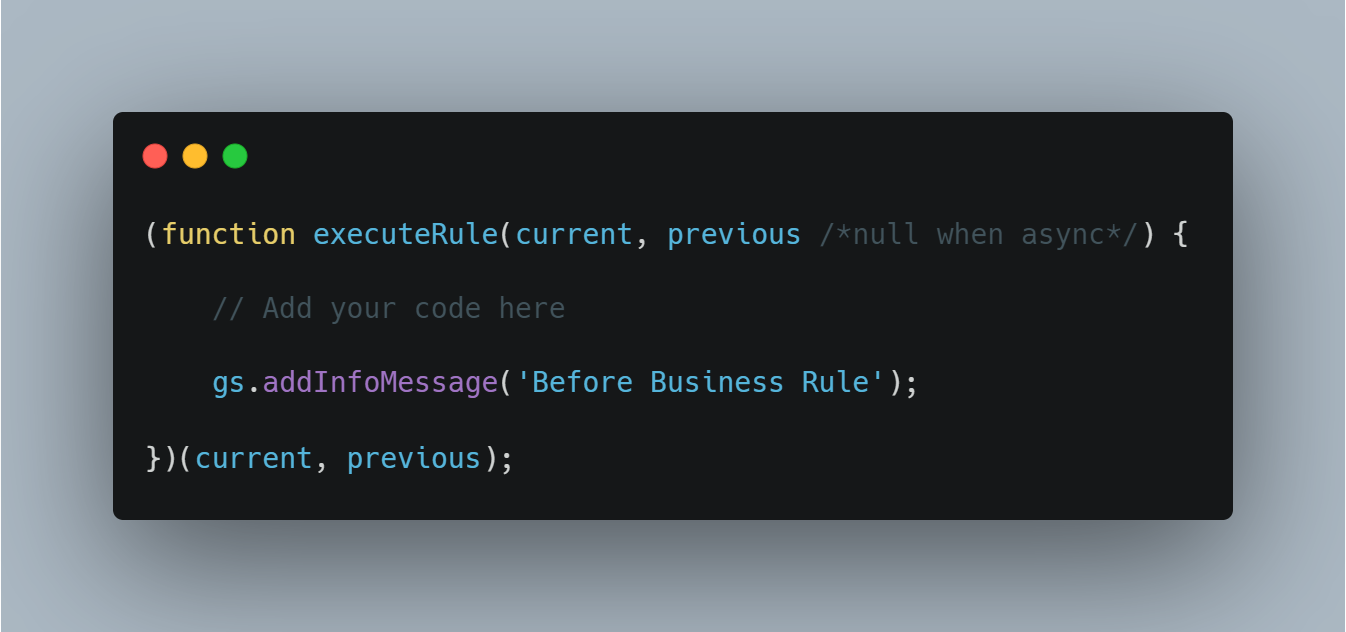 (function executeRule(current, previous /*null when async*/) {
// Add your code here
gs.addInfoMessage('Before Business Rule');
})(current, previous);